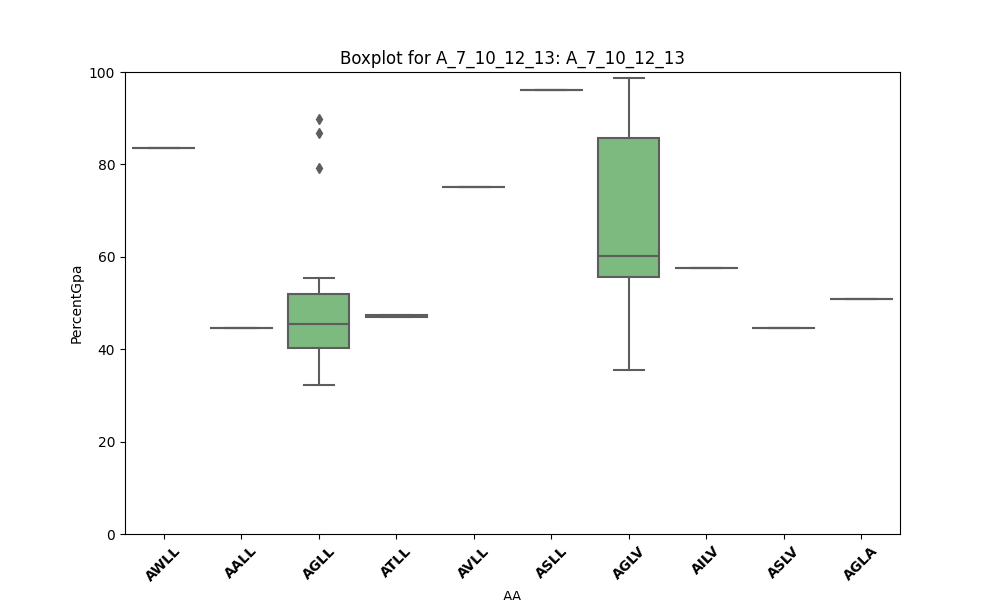 Boxplot for A_7_10_12_13: A_7_10_12_13
100
80
60
40
20
0
PercentGpa
AWLL
AALL
AGLL
ATLL
AVLL
ASLL
AGLV
AILV
ASLV
AGLA
AA